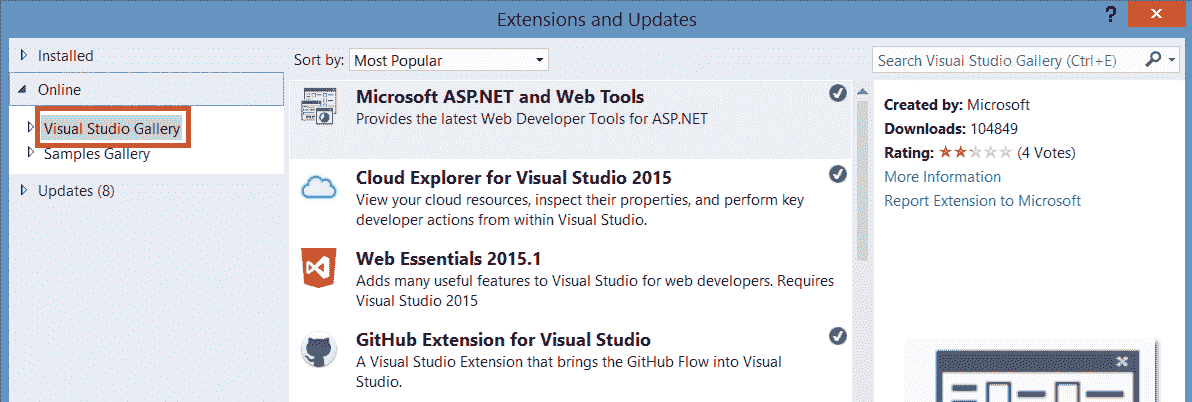 Extensions and Updates
?
Installed
Online
Visual Studio Gallery
Samples Gallery
Updates (8)
Sort by: Most Popular
Microsoft ASP.NET and Web Tools
Provides the latest Web Developer Tools for ASP.NET
Cloud Explorer for Visual Studio 2015
View your cloud resources, inspect their properties, and perform key
developer actions from within Visual Studio.
Web Essentials 2015.1
Adds many useful features to Visual Studio for web developers. Requires
Visual Studio 2015
GitHub Extension for Visual Studio
A Visual Studio Extension that brings the GitHub Flow into Visual
Studio.
Search Visual Studio Gallery (Ctrl+E)
Created by: Microsoft
Downloads: 104849
Rating: (4 Votes)
More Information
Report Extension to Microsoft